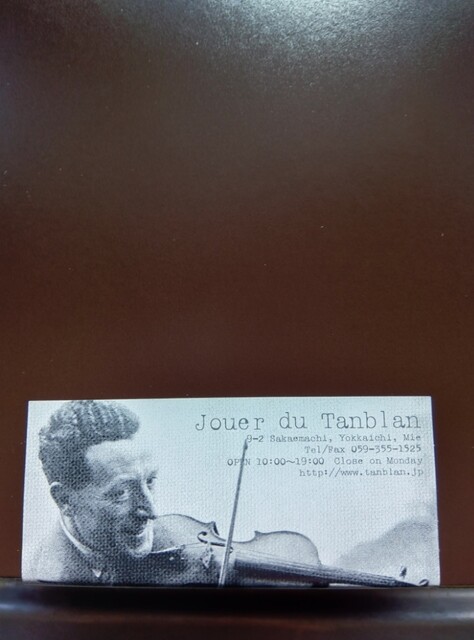 Jouer du Tanblan
9-2 Sakaemachi, Yokkaichi, Mie
Tel/Fax 059-355-1525
OPEN 10:00~19:00 Close on Monday
http://www.tanblan.jp